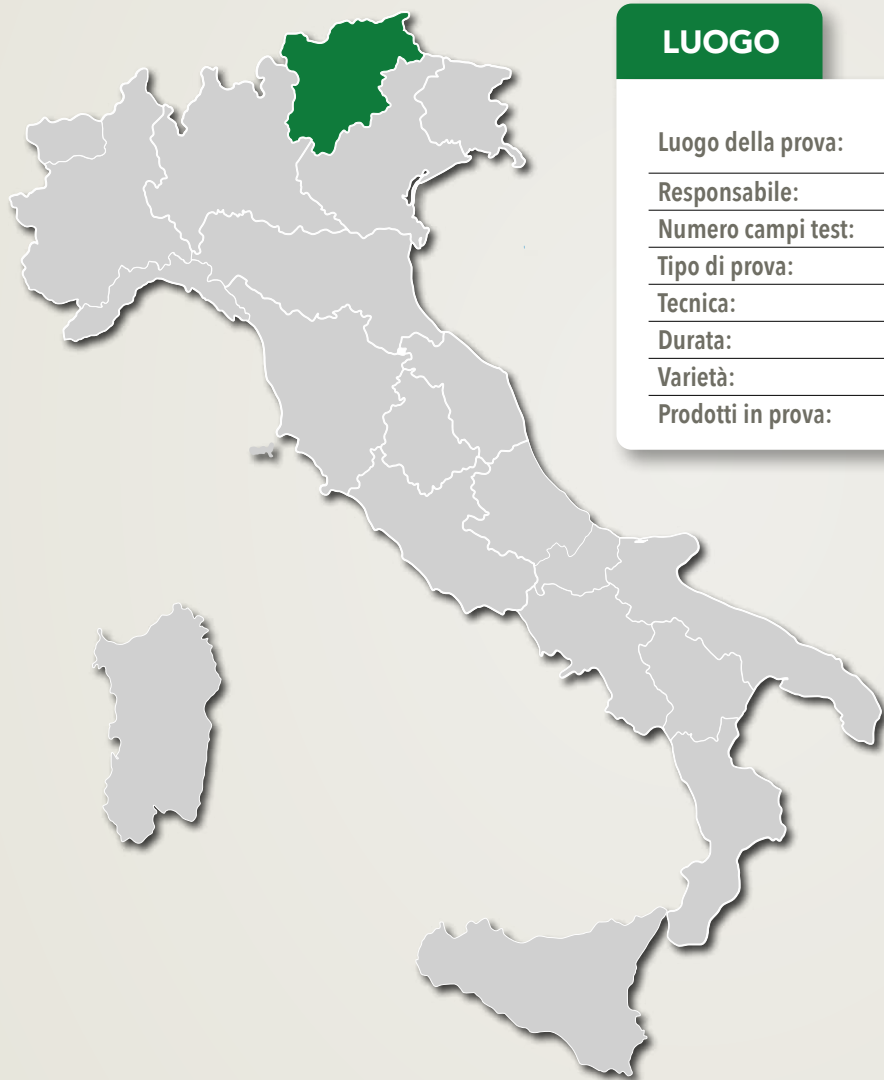 LUOGO
Luogo della prova:
Responsabile:
Numero campi test:
Tipo di prova:
Tecnica:
Durata:
Varietà:
Prodotti in prova: